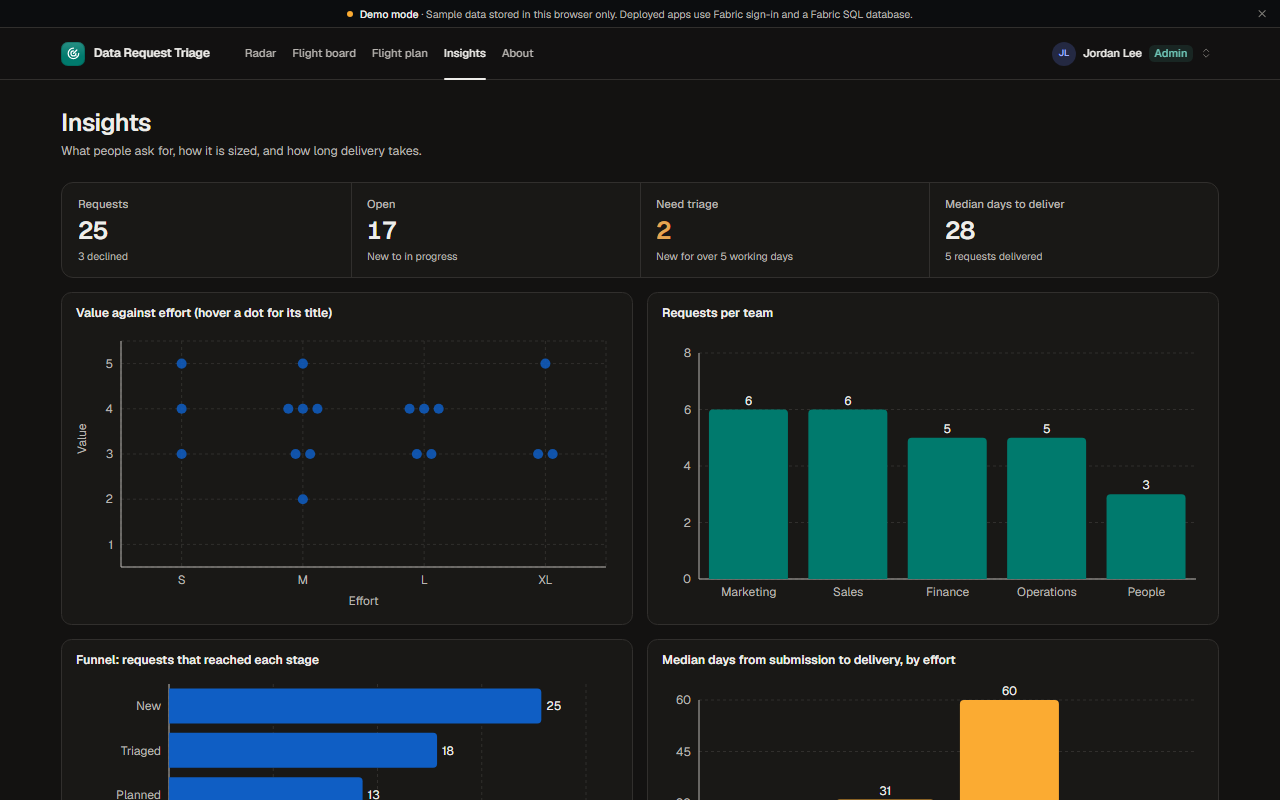 Demo mode · Sample data stored in this browser only. Deployed apps use Fabric sign-in and a Fabric SQL database.
Data Request Triage
Radar
Flight board
Flight plan
Insights
About
JL
Jordan Lee
Admin
Insights
What people ask for, how it is sized, and how long delivery takes.
Requests
25
3 declined
Open
17
New to in progress
Need triage
2
New for over 5 working days
Median days to deliver
28
5 requests delivered
Value against effort (hover a dot for its title)
5
4
3
2
1
Value
S
M
L
XL
Effort
Requests per team
8
6
4
2
0
6
6
5
5
3
Marketing
Sales
Finance
Operations
People
Funnel: requests that reached each stage
New
25
Triaged
18
Planned
13
Median days from submission to delivery, by effort
60
45
60
31